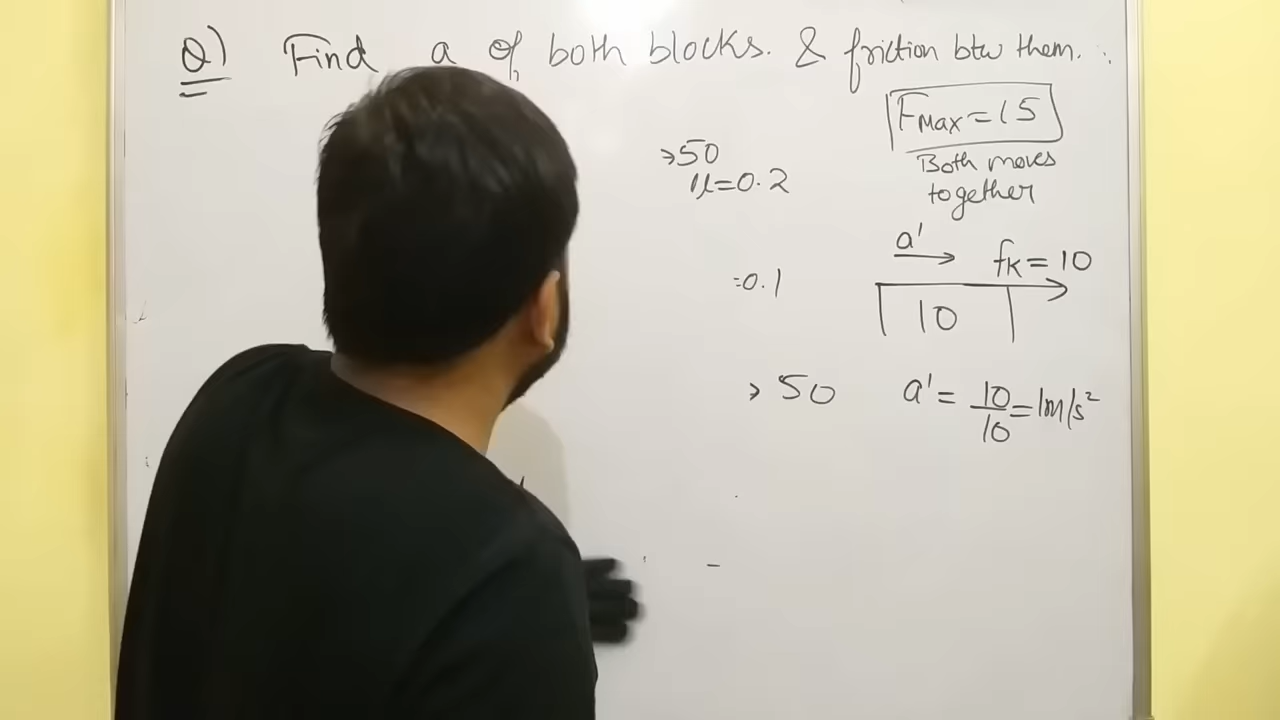 Q) Find a of both blocks. & friction btw them.
FMAX = 15
Both moves
together
50
μ=0.2
=0.1
a'
fK = 10
10
50
a' = 10/10 = 1m/s²